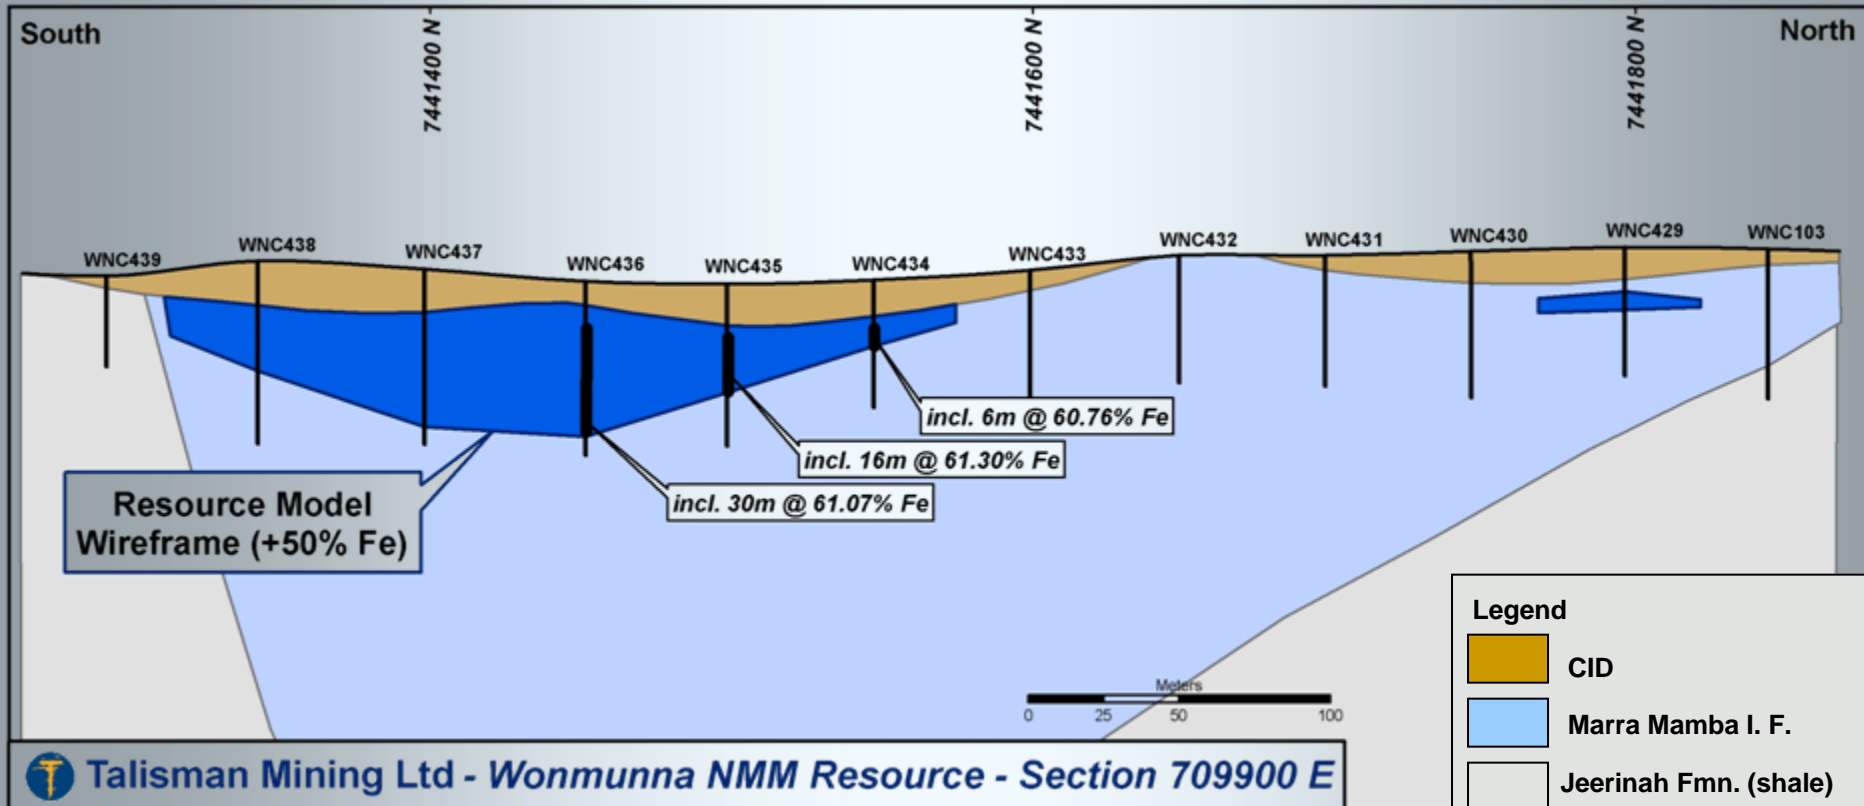 South
7441400 N
7441600 N
7441800 N
North
WNC439
WNC438
WNC437
WNC436
WNC435
WNC434
WNC433
WNC432
WNC431
WNC430
WNC429
WNC103
incl. 6m @ 60.76% Fe
incl. 16m @ 61.30% Fe
incl. 30m @ 61.07% Fe
Resource Model
Wireframe (+50% Fe)
Meters
0 25 50 100
Legend
CID
Marra Mamba I. F.
Jeerinah Fmn. (shale)
Talisman Mining Ltd - Wonmunna NMM Resource - Section 709900 E